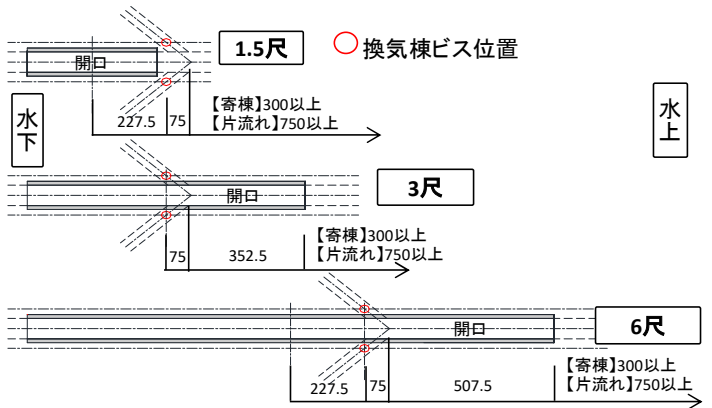 1.5尺
換気棟ビス位置
開口
水下
水上
227.5
75
【寄棟】300以上
【片流れ】750以上
3尺
開口
75
352.5
【寄棟】300以上
【片流れ】750以上
開口
6尺
227.5
75
507.5
【寄棟】300以上
【片流れ】750以上